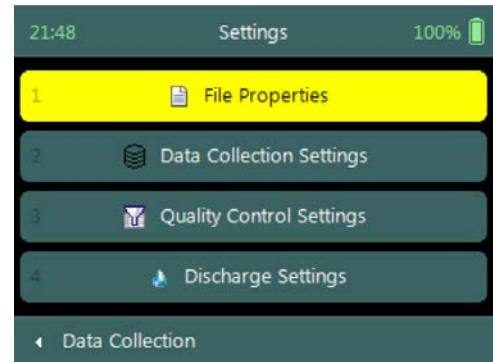 21:48 Settings 100%
1 File Properties
2 Data Collection Settings
3 Quality Control Settings
4 Discharge Settings
Data Collection